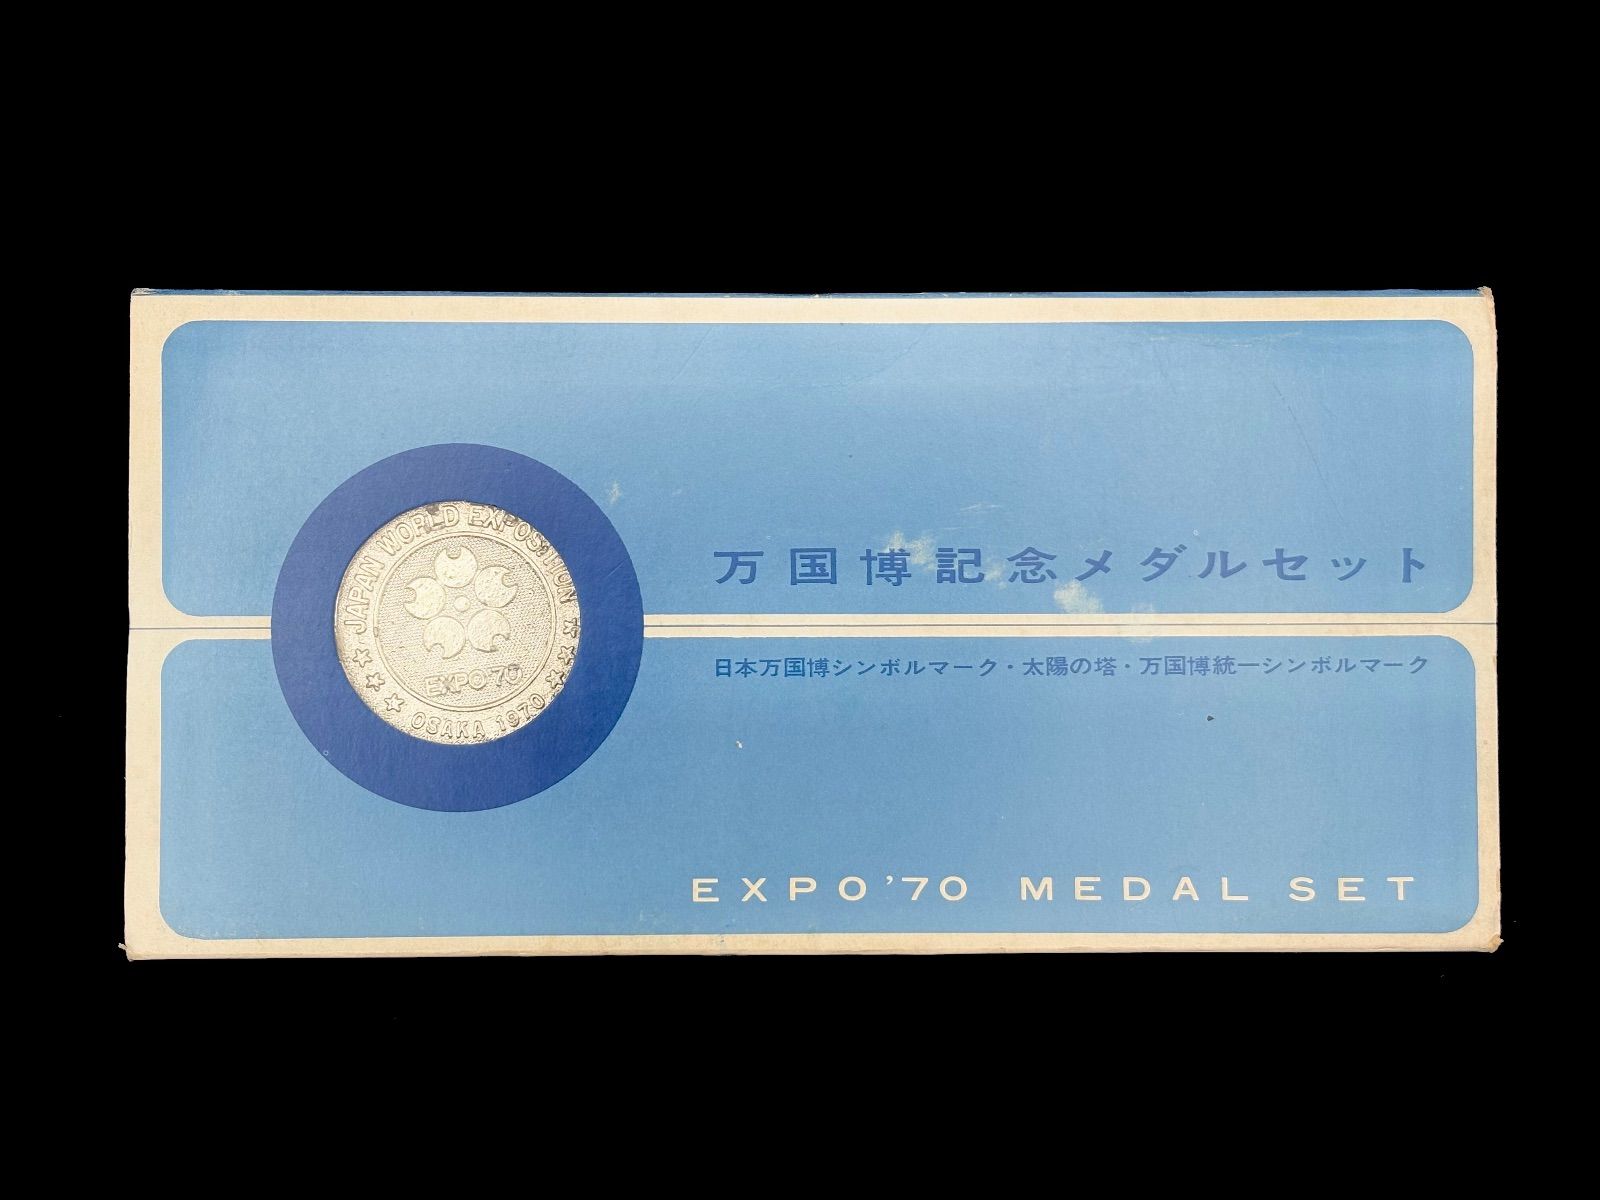 JAPAN WORLD EXPOSITION
EXPO'70
OSAKA 1970
万国博記念メダルセット
日本万国博シンボルマーク・太陽の塔・万国博統一シンボルマーク
EXPO'70 MEDAL SET